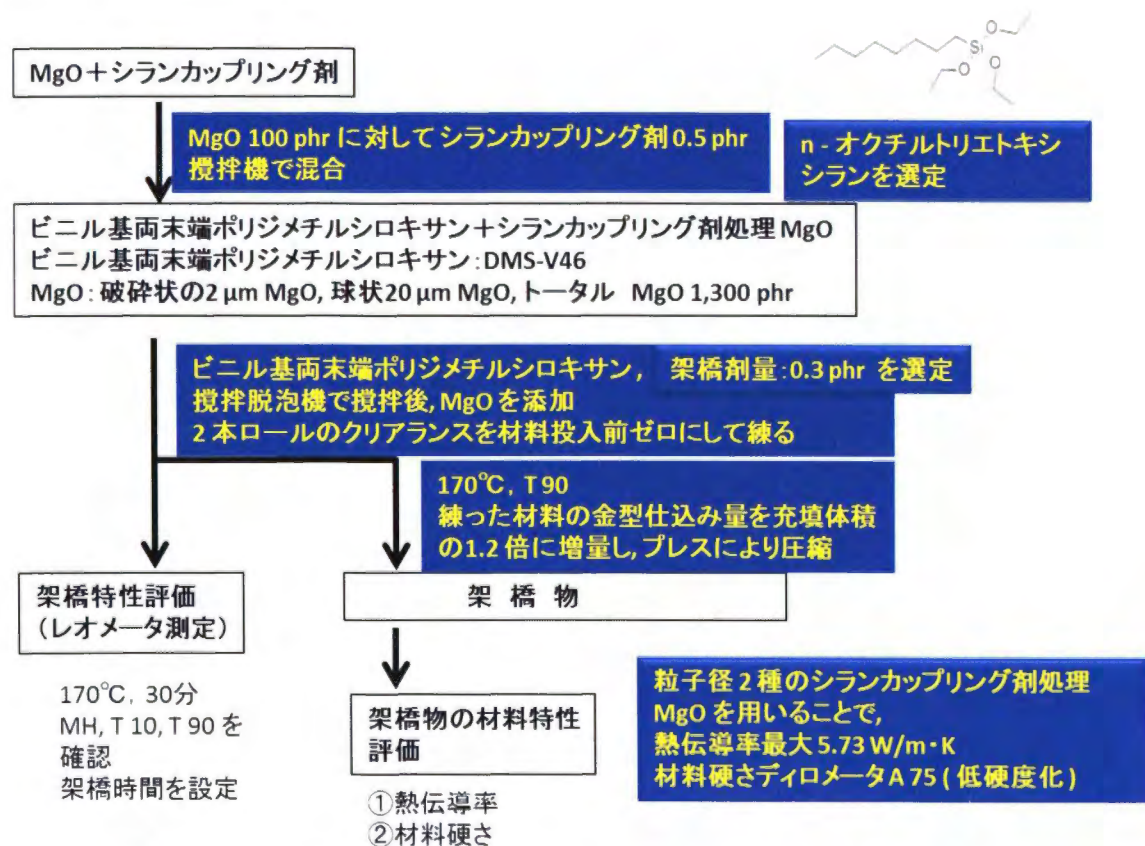 MgO＋シランカップリング剤
Si
O
O
O
MgO 100 phr に対してシランカップリング剤 0.5 phr
攪拌機で混合
n - オクチルトリエトキシ
シランを選定
ビニル基両末端ポリジメチルシロキサン＋シランカップリング剤処理 MgO
ビニル基両末端ポリジメチルシロキサン：DMS-V46
MgO：破砕状の2 μm MgO, 球状20 μm MgO, トータル MgO 1,300 phr
ビニル基両末端ポリジメチルシロキサン， 架橋剤量：0.3 phr を選定
攪拌脱泡機で攪拌後，MgO を添加
2 本ロールのクリアランスを材料投入前ゼロにして練る
170℃，T 90
練った材料の金型仕込み量を充填体積
の1.2 倍に増量し，プレスにより圧縮
架橋特性評価
（レオメータ測定）
架 橋 物
170℃，30分
MH, T 10, T 90 を
確認
架橋時間を設定
架橋物の材料特性
評価
①熱伝導率
②材料硬さ
粒子径 2 種のシランカップリング剤処理
MgO を用いることで，
熱伝導率最大 5.73 W/m・K
材料硬さディロメータ A 75 ( 低硬度化 )